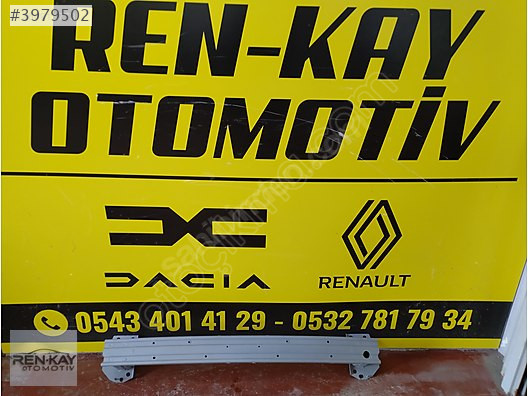 #3979502
REN-KAY
OTOMOTİV
DACIA
RENAULT
0543 401 41 29 - 0532 781 79 34
REN-KAY
OTOMOTİV